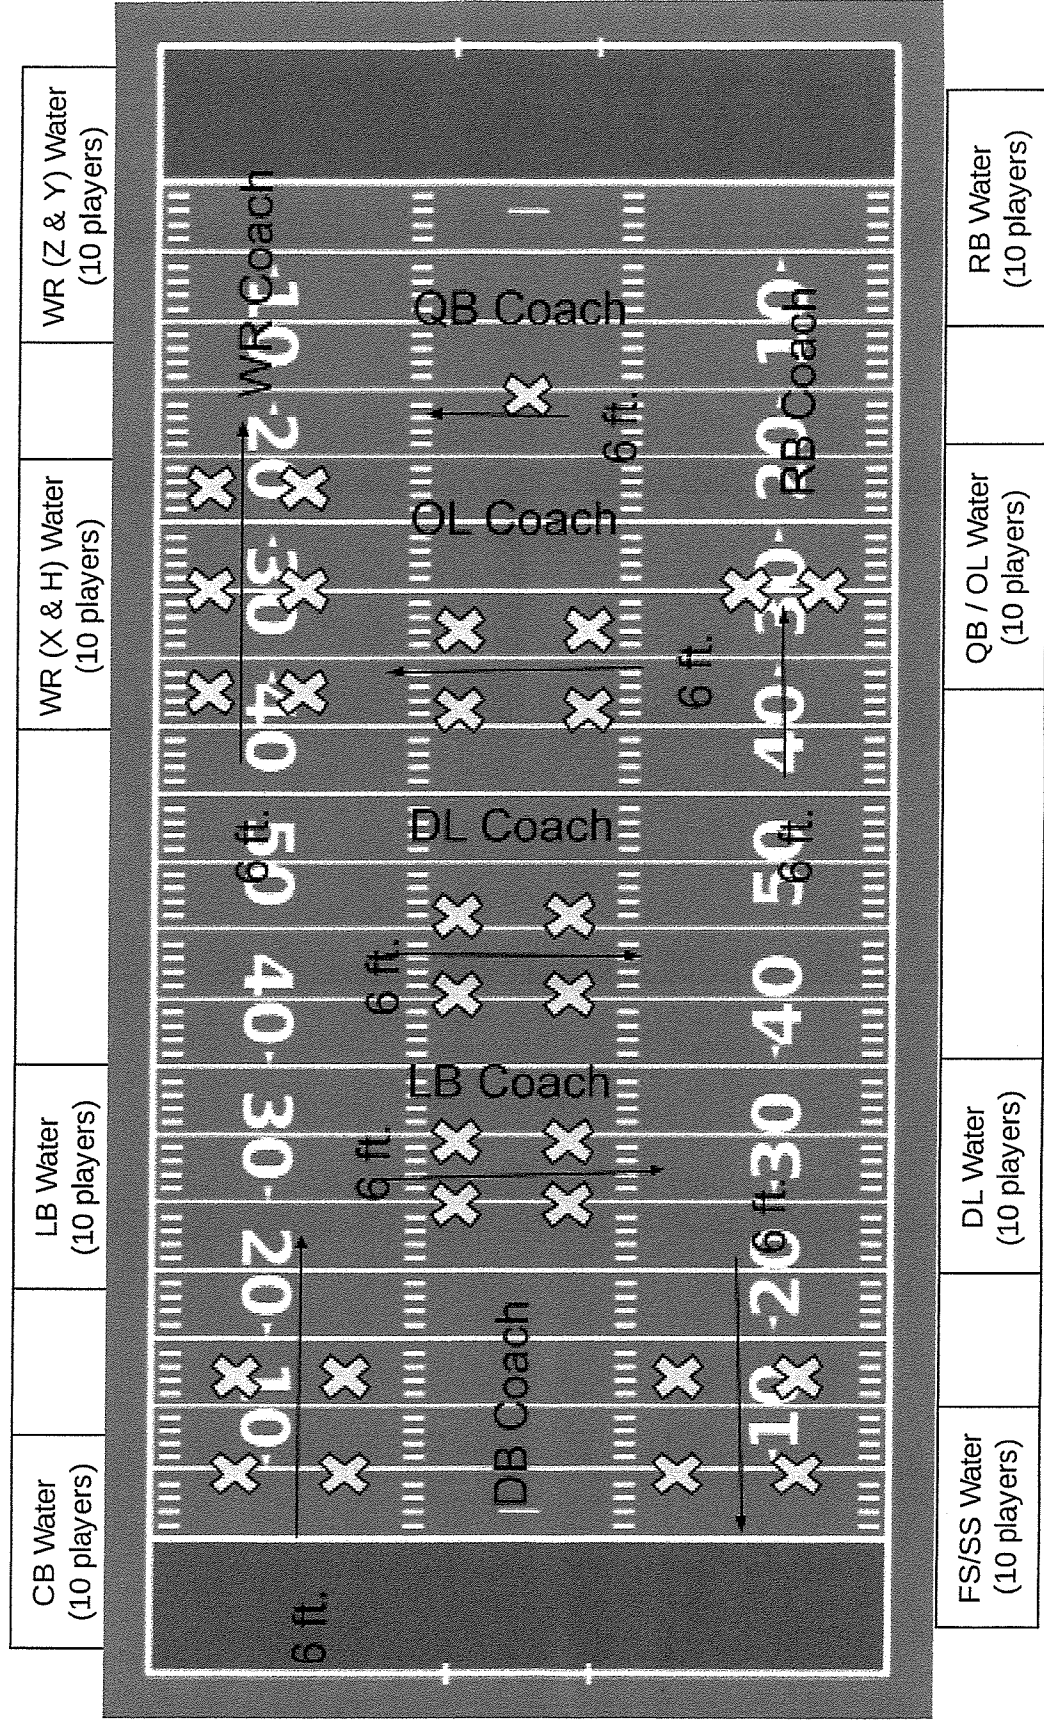 WR (Z & Y) Water
(10 players)
WR (X & H) Water
(10 players)
LB Water
(10 players)
CB Water
(10 players)
WR Coach
QB Coach
RB Coach
OL Coach
DL Coach
LB Coach
DB Coach
6 ft.
6 ft.
6 ft.
6 ft.
6 ft.
6 ft.
6 ft.
6 ft.
10
20
30
40
50
40
30
20
10
10
20
30
40
50
40
30
20
10
RB Water
(10 players)
QB / OL Water
(10 players)
DL Water
(10 players)
FS/SS Water
(10 players)